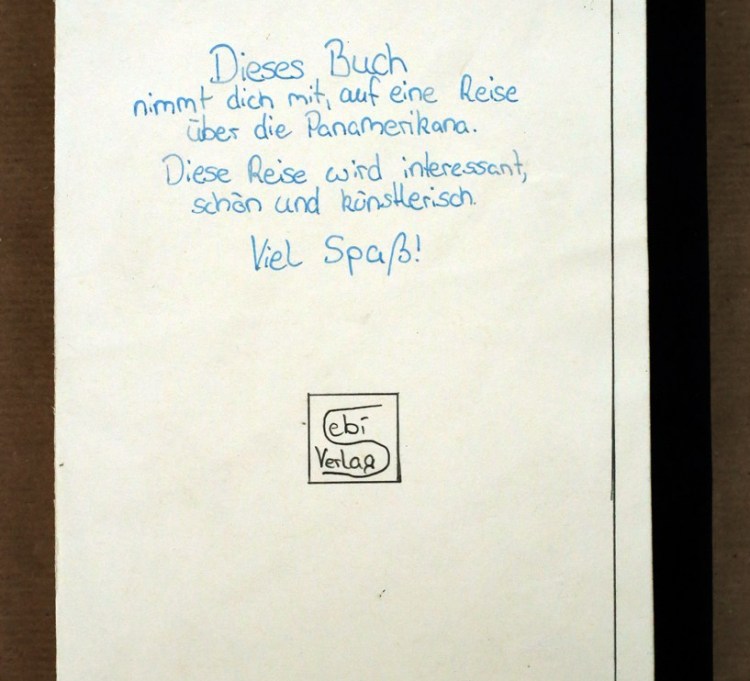 Dieses Buch
nimmt dich mit, auf eine Reise
über die Panamerikana.
Diese Reise wird interessant,
schön und künstlerisch.
Viel Spaß!
Sebi
Verlag